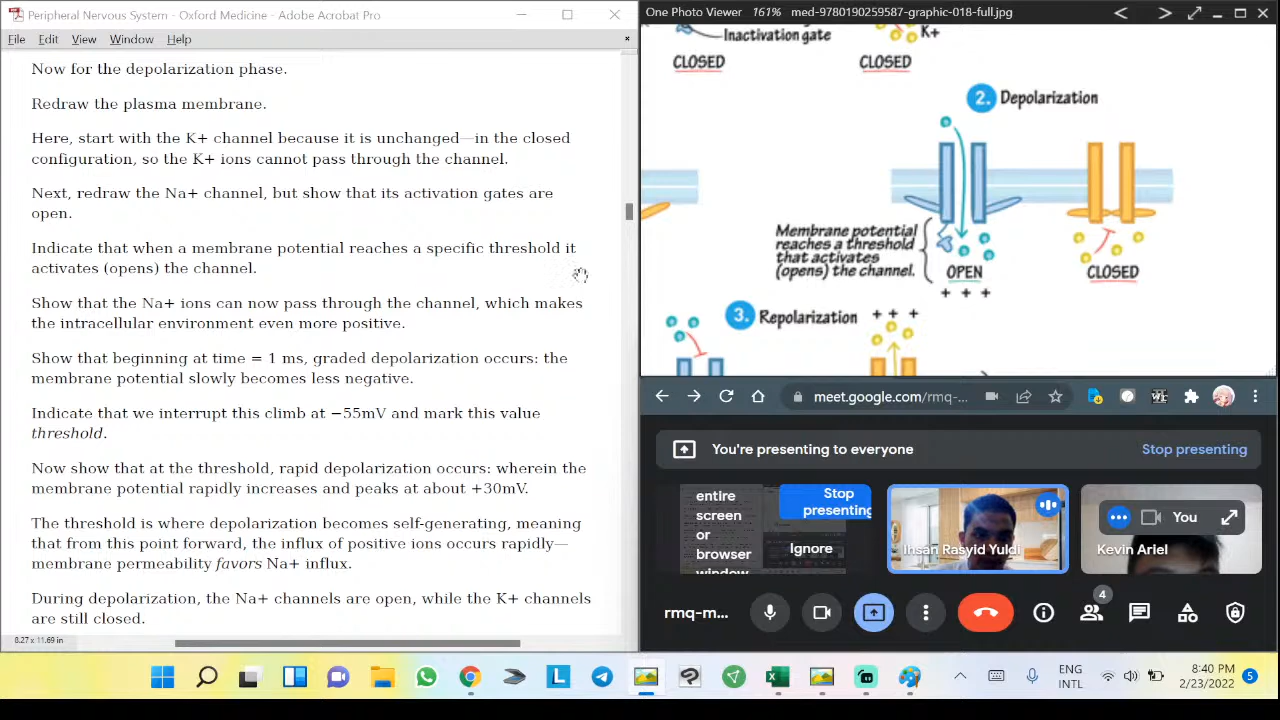 Peripheral Nervous System - Oxford Medicine - Adobe Acrobat Pro
File Edit View Window Help
Now for the depolarization phase.
Redraw the plasma membrane.
Here, start with the K+ channel because it is unchanged—in the closed
configuration, so the K+ ions cannot pass through the channel.
Next, redraw the Na+ channel, but show that its activation gates are
open.
Indicate that when a membrane potential reaches a specific threshold it
activates (opens) the channel.
Show that the Na+ ions can now pass through the channel, which makes
the intracellular environment even more positive.
Show that beginning at time = 1 ms, graded depolarization occurs: the
membrane potential slowly becomes less negative.
Indicate that we interrupt this climb at −55mV and mark this value
threshold.
Now show that at the threshold, rapid depolarization occurs: wherein the
membrane potential rapidly increases and peaks at about +30mV.
The threshold is where depolarization becomes self-generating, meaning
that from this point forward, the influx of positive ions occurs rapidly—
membrane permeability favors Na+ influx.
During depolarization, the Na+ channels are open, while the K+ channels
are still closed.
8.27 x 11.69 in
One Photo Viewer 161% med-9780190259587-graphic-018-full.jpg
Inactivation gate
K+
CLOSED
CLOSED
2. Depolarization
Membrane potential
reaches a threshold
that activates
(opens) the channel.
OPEN
+ + +
CLOSED
3. Repolarization
+ + +
meet.google.com/rmq-...
You're presenting to everyone
Stop presenting
entire
screen
or
browser
window
Stop
presenting
Ignore
Ihsan Rasyid Yuldi
You
Kevin Ariel
rmq-m...
4
ENG
INTL
8:40 PM
2/23/2022
5